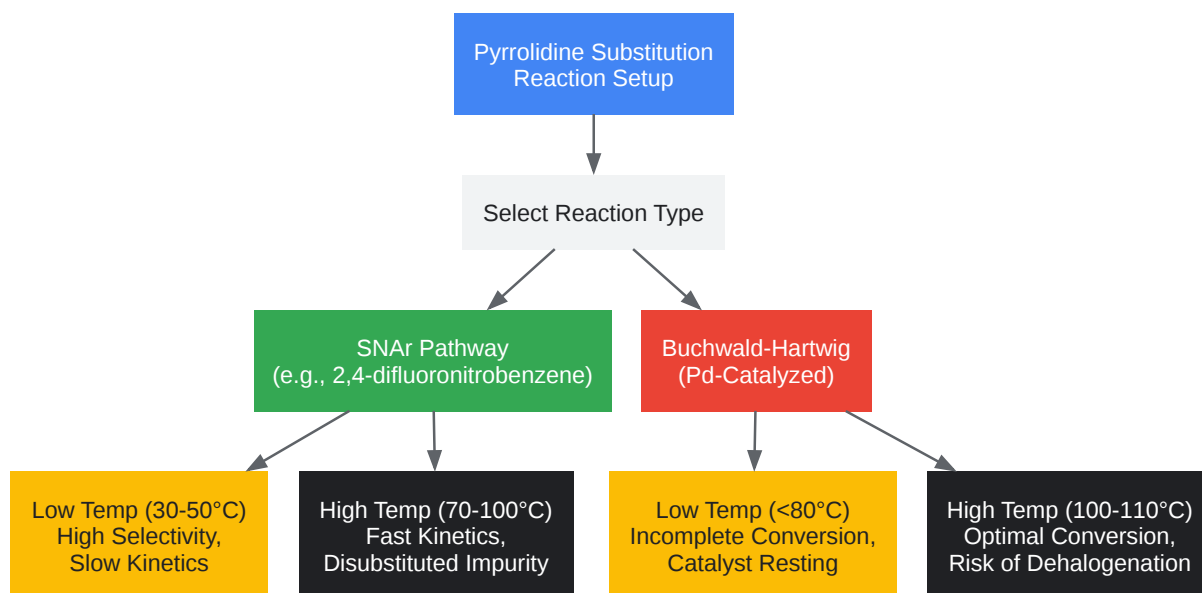 Pyrrolidine Substitution
Reaction Setup
Select Reaction Type
SNAr Pathway
(e.g., 2,4-difluoronitrobenzene)
Buchwald-Hartwig
(Pd-Catalyzed)
Low Temp (30-50°C)
High Selectivity,
Slow Kinetics
High Temp (70-100°C)
Fast Kinetics,
Disubstituted Impurity
Low Temp (<80°C)
Incomplete Conversion,
Catalyst Resting
High Temp (100-110°C)
Optimal Conversion,
Risk of Dehalogenation